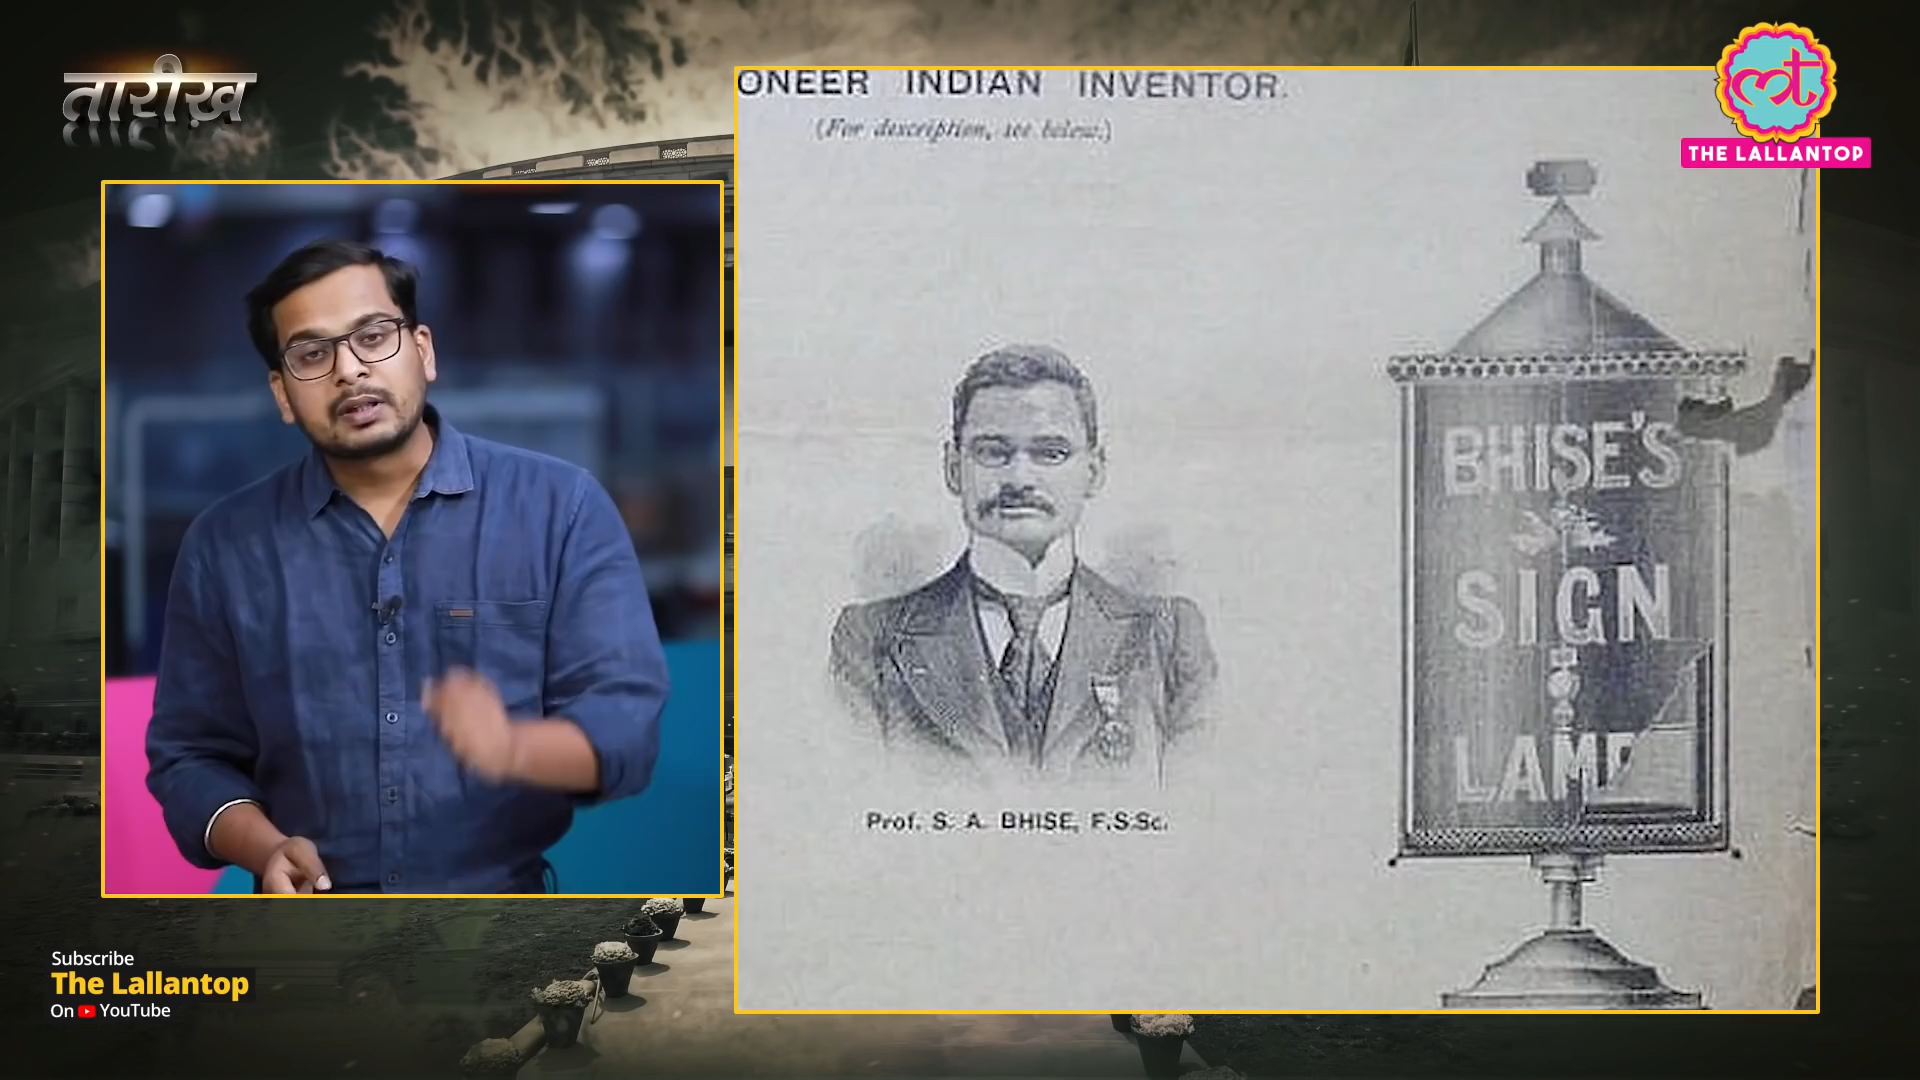 तारीख़
ONEER INDIAN INVENTOR.
(For description, see below.)
THE LALLANTOP
BHISE'S
SIGN
LAMP
Prof. S. A. BHISE, F.S.Sc.
Subscribe
The Lallantop
On YouTube